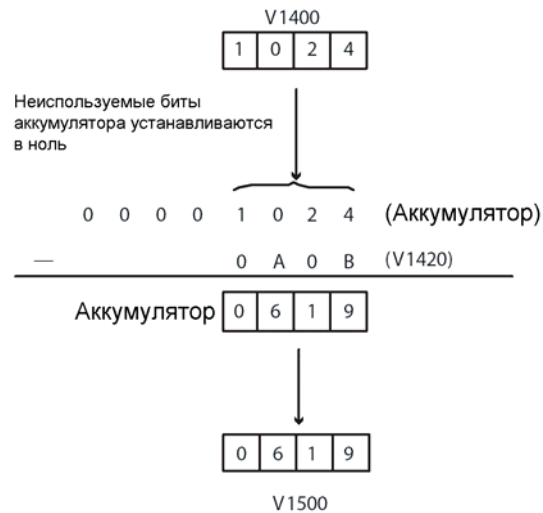 V1400
1 0 2 4
Неиспользуемые биты
аккумулятора устанавливаются
в ноль
0 0 0 0 1 0 2 4 (Аккумулятор)
— 0 A 0 B (V1420)
Аккумулятор 0 6 1 9
0 6 1 9
V1500